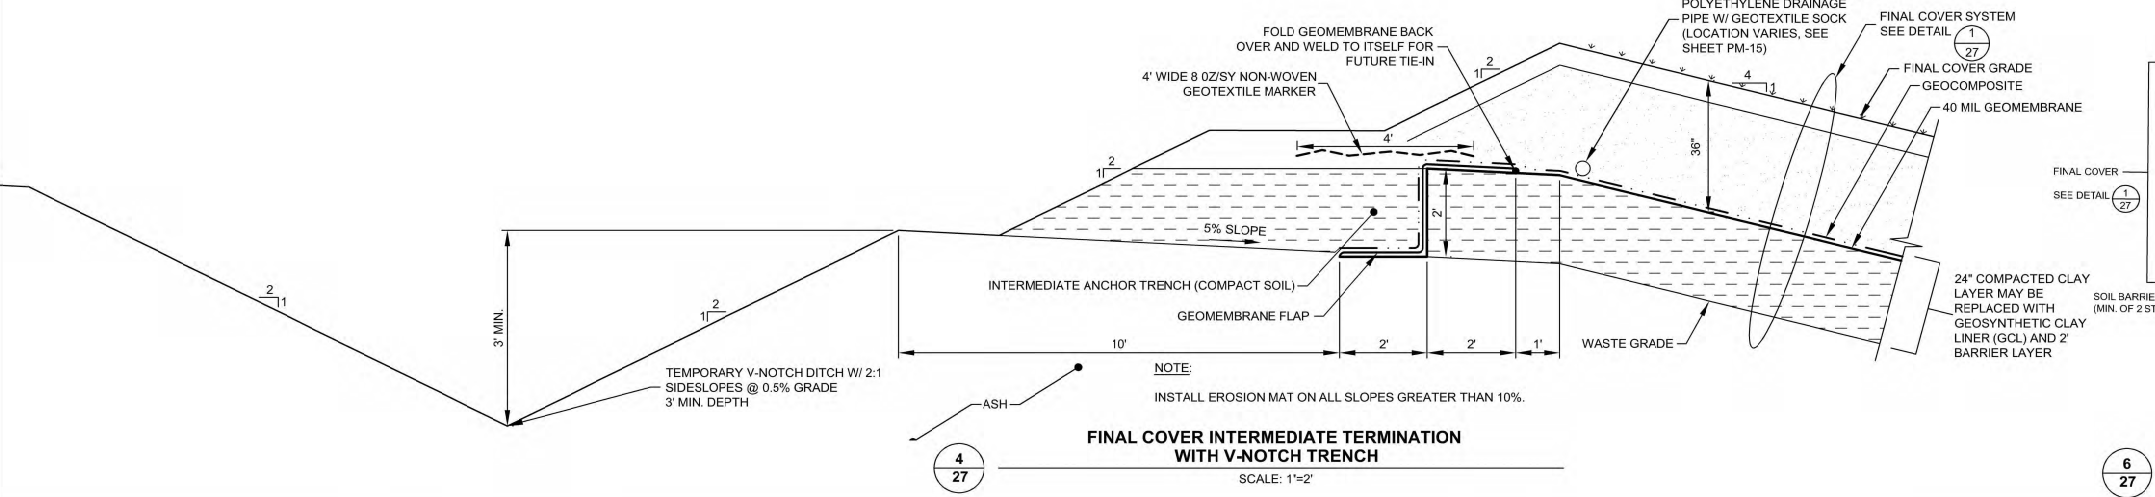 POLYETHYLENE DRAINAGE
PIPE W/ GEOTEXTILE SOCK
(LOCATION VARIES, SEE
SHEET PM-15)
FINAL COVER SYSTEM
SEE DETAIL 1
27
FINAL COVER GRADE
GEOCOMPOSITE
40 MIL GEOMEMBRANE
FOLD GEOMEMBRANE BACK
OVER AND WELD TO ITSELF FOR
FUTURE TIE-IN
4' WIDE 8 0Z/SY NON-WOVEN
GEOTEXTILE MARKER
2
1
4
1
4'
36"
2
1
2'
5% SLOPE
INTERMEDIATE ANCHOR TRENCH (COMPACT SOIL)
GEOMEMBRANE FLAP
2
1
3' MIN.
2
1
10'
2'
2'
1'
WASTE GRADE
24" COMPACTED CLAY
LAYER MAY BE
REPLACED WITH
GEOSYNTHETIC CLAY
LINER (GCL) AND 2'
BARRIER LAYER
FINAL COVER
SEE DETAIL 1
27
SOIL BARRIE
(MIN. OF 2 ST
TEMPORARY V-NOTCH DITCH W/ 2:1
SIDESLOPES @ 0.5% GRADE
3' MIN. DEPTH
ASH
NOTE:
INSTALL EROSION MAT ON ALL SLOPES GREATER THAN 10%.
4
27
FINAL COVER INTERMEDIATE TERMINATION
WITH V-NOTCH TRENCH
SCALE: 1"=2'
6
27